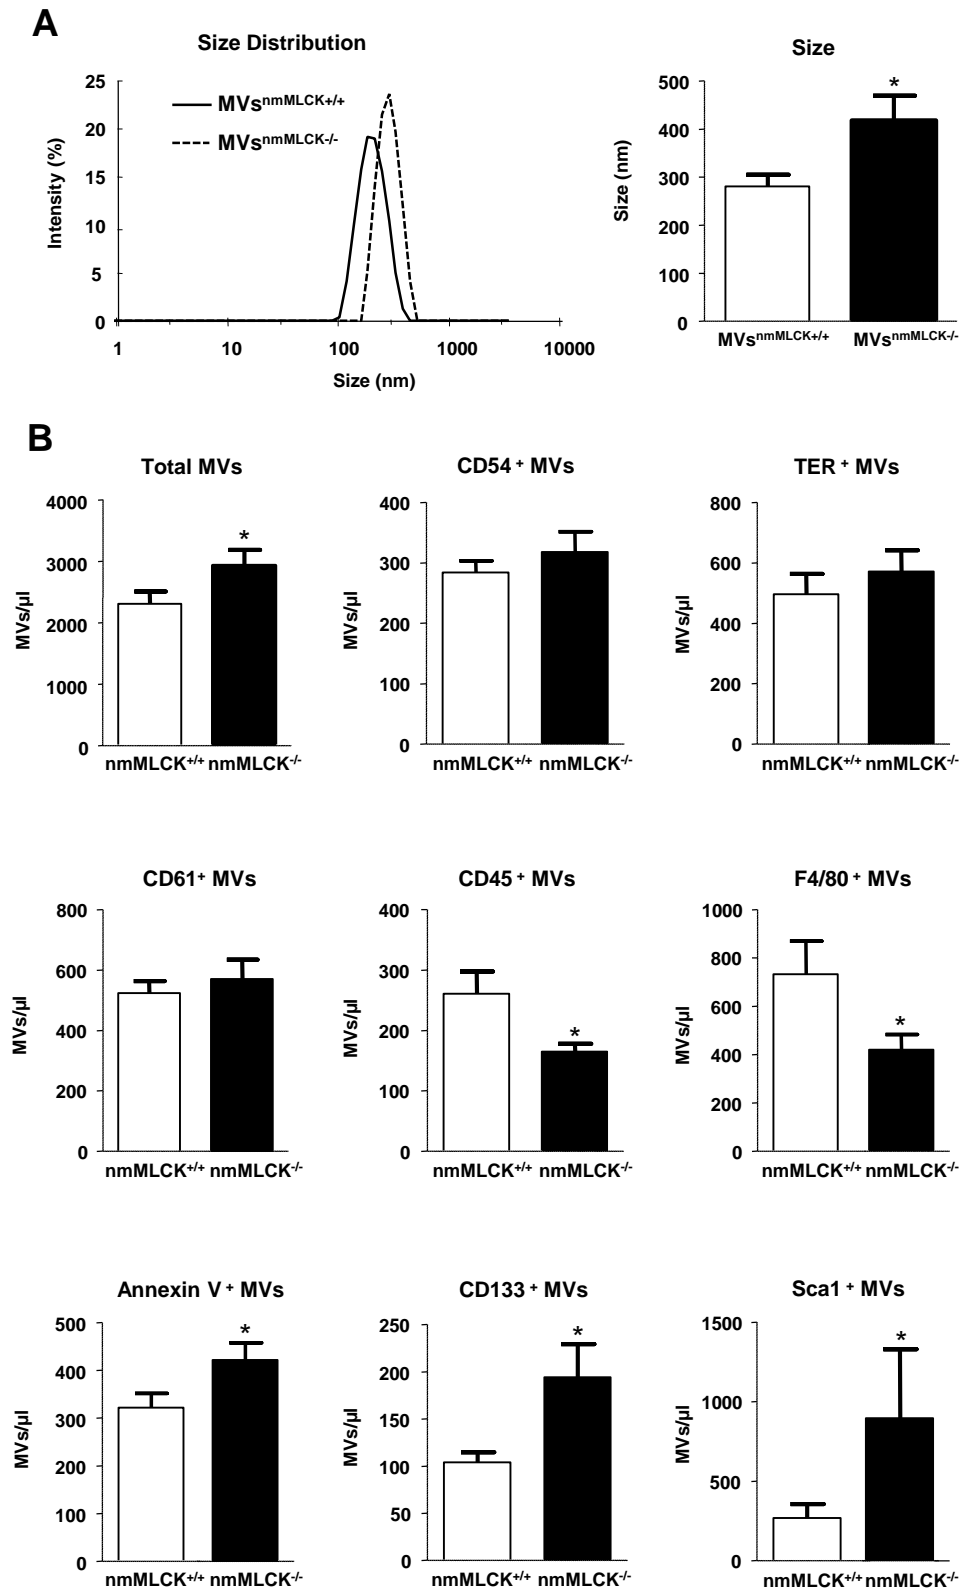 A
Size Distribution
Size
25
20
15
10
5
0
Intensity (%)
MVsnmMLCK+/+
MVsnmMLCK-/-
1 10 100 1000 10000
Size (nm)
500
400
300
200
100
0
Size (nm)
MVsnmMLCK+/+ MVsnmMLCK-/-
*
B
Total MVs
4000
3000
2000
1000
0
MVs/µl
*
nmMLCK+/+ nmMLCK-/-
CD54 + MVs
400
300
200
100
0
MVs/µl
nmMLCK+/+ nmMLCK-/-
TER + MVs
800
600
400
200
0
MVs/µl
nmMLCK+/+ nmMLCK-/-
CD61+ MVs
800
600
400
200
0
MVs/µl
nmMLCK+/+ nmMLCK-/-
CD45 + MVs
400
300
200
100
0
MVs/µl
*
nmMLCK+/+ nmMLCK-/-
F4/80 + MVs
1000
800
600
400
200
0
MVs/µl
*
nmMLCK+/+ nmMLCK-/-
Annexin V + MVs
500
400
300
200
100
0
MVs/µl
*
nmMLCK+/+ nmMLCK-/-
CD133 + MVs
250
200
150
100
50
0
MVs/µl
*
nmMLCK+/+ nmMLCK-/-
Sca1 + MVs
1500
1000
500
0
MVs/µl
*
nmMLCK+/+ nmMLCK-/-